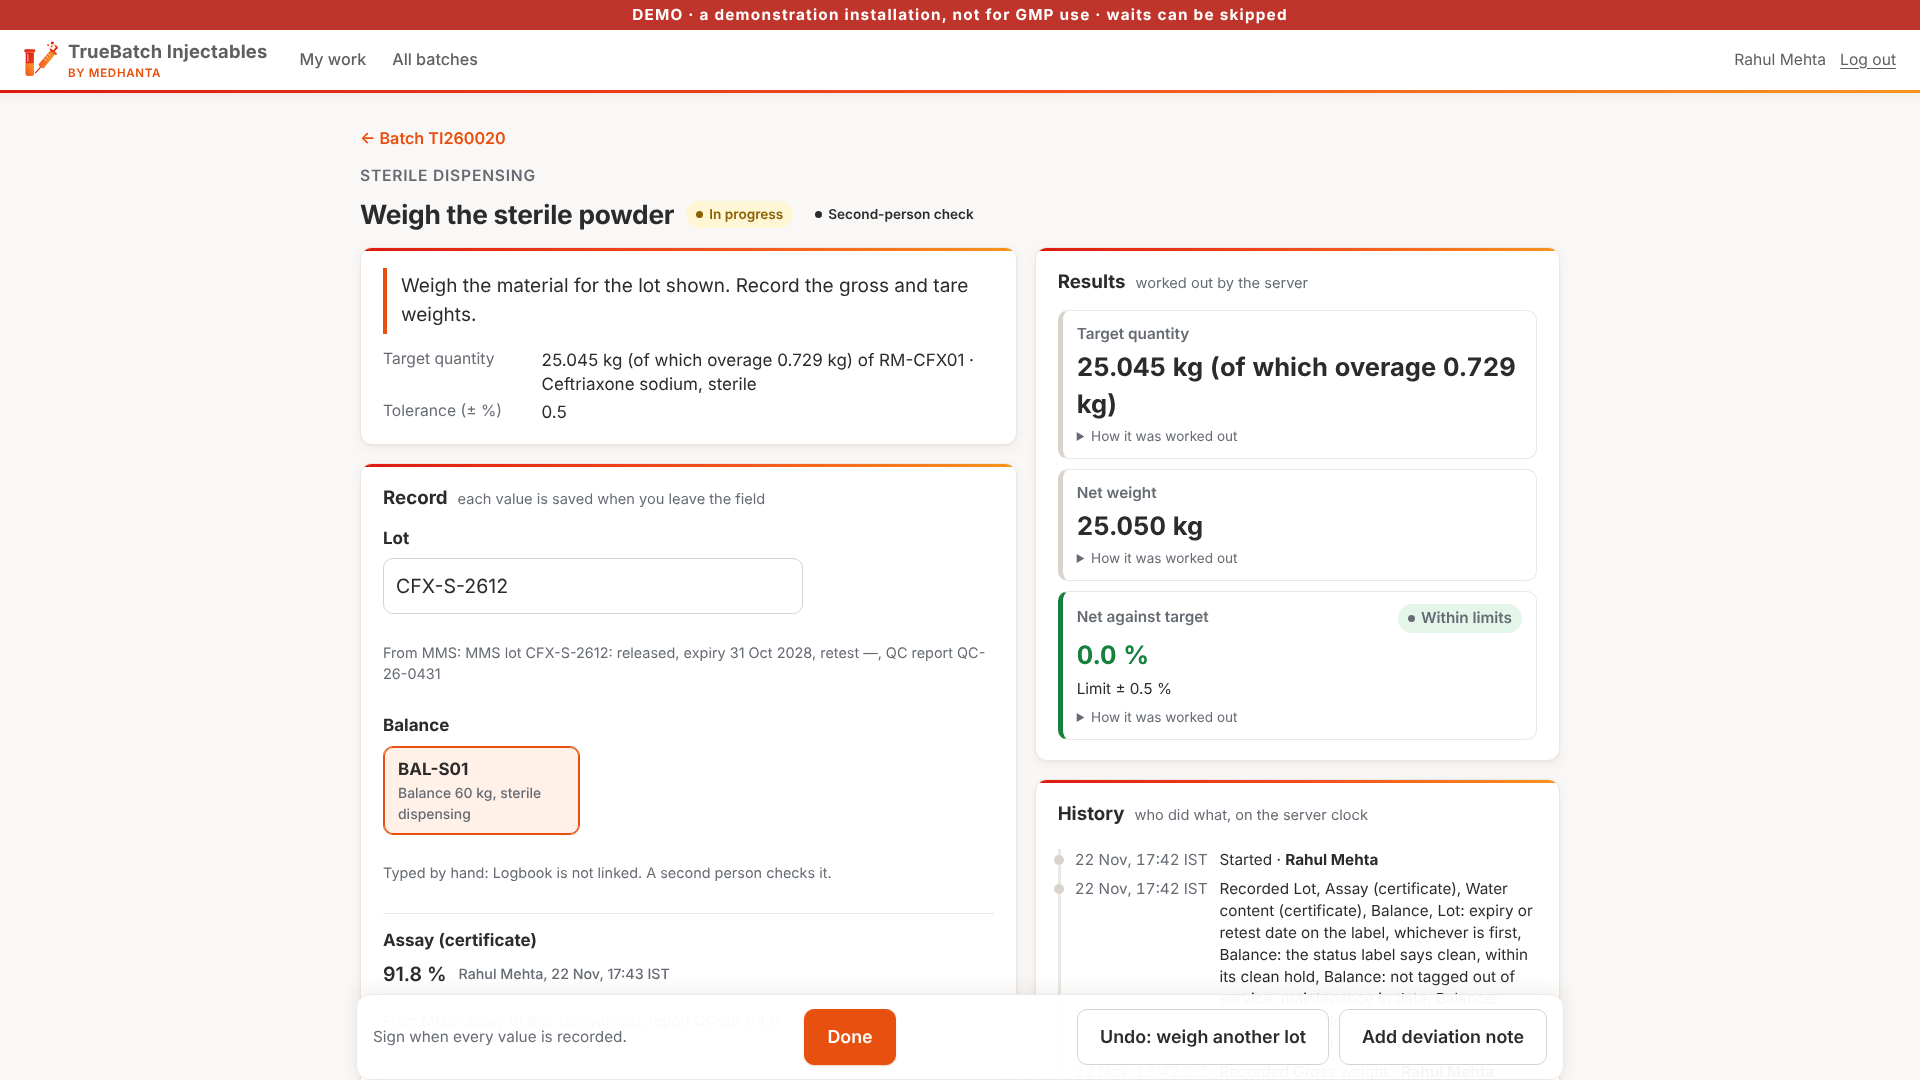 DEMO · a demonstration installation, not for GMP use · waits can be skipped
TrueBatch Injectables
BY MEDHANTA
My work
All batches
Rahul Mehta
Log out
← Batch TI260020
STERILE DISPENSING
Weigh the sterile powder
In progress
Second-person check
Weigh the material for the lot shown. Record the gross and tare
weights.
Target quantity
25.045 kg (of which overage 0.729 kg) of RM-CFX01 ·
Ceftriaxone sodium, sterile
Tolerance (± %)
0.5
Record each value is saved when you leave the field
Lot
CFX-S-2612
From MMS: MMS lot CFX-S-2612: released, expiry 31 Oct 2028, retest —, QC report QC-
26-0431
Balance
BAL-S01
Balance 60 kg, sterile
dispensing
Typed by hand: Logbook is not linked. A second person checks it.
Assay (certificate)
91.8 % Rahul Mehta, 22 Nov, 17:43 IST
Results worked out by the server
Target quantity
25.045 kg (of which overage 0.729
kg)
How it was worked out
Net weight
25.050 kg
How it was worked out
Net against target
Within limits
0.0 %
Limit ± 0.5 %
How it was worked out
History who did what, on the server clock
22 Nov, 17:42 IST Started · Rahul Mehta
22 Nov, 17:42 IST Recorded Lot, Assay (certificate), Water
content (certificate), Balance, Lot: expiry or
retest date on the label, whichever is first,
Balance: the status label says clean, within
its clean hold, Balance: not tagged out of
service, maintenance in date, Balance:
Sign when every value is recorded.
Done
Undo: weigh another lot
Add deviation note